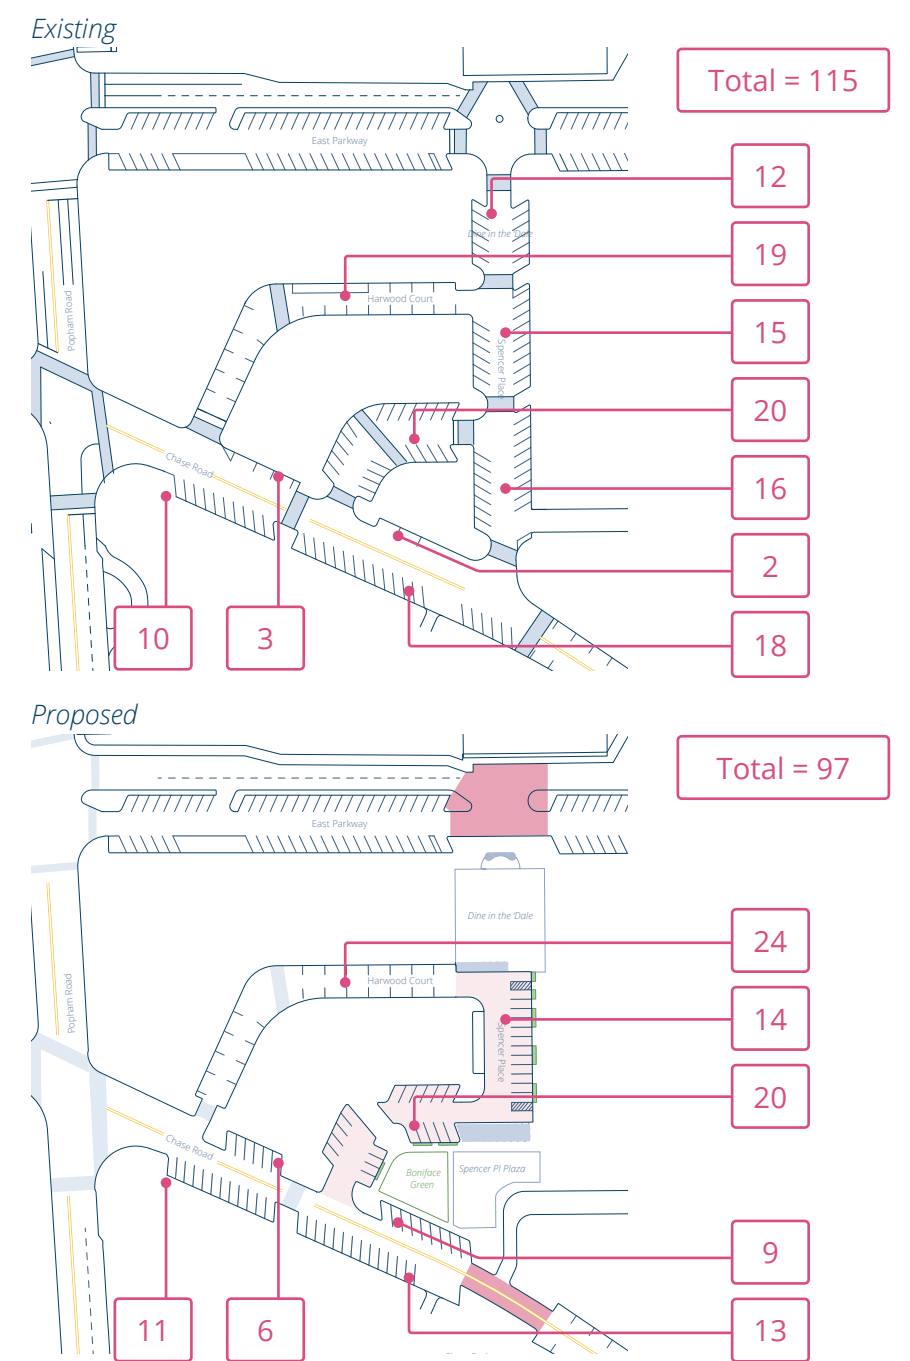 Existing
Total = 115
East Parkway
12
Dine in the 'Dale
19
Harwood Court
Popham Road
15
Spencer Place
20
Chase Road
16
2
10
3
18
Proposed
Total = 97
East Parkway
Dine in the 'Dale
24
Harwood Court
Popham Road
14
Spencer Place
20
Chase Road
Boniface
Green
Spencer Pl Plaza
9
11
6
13